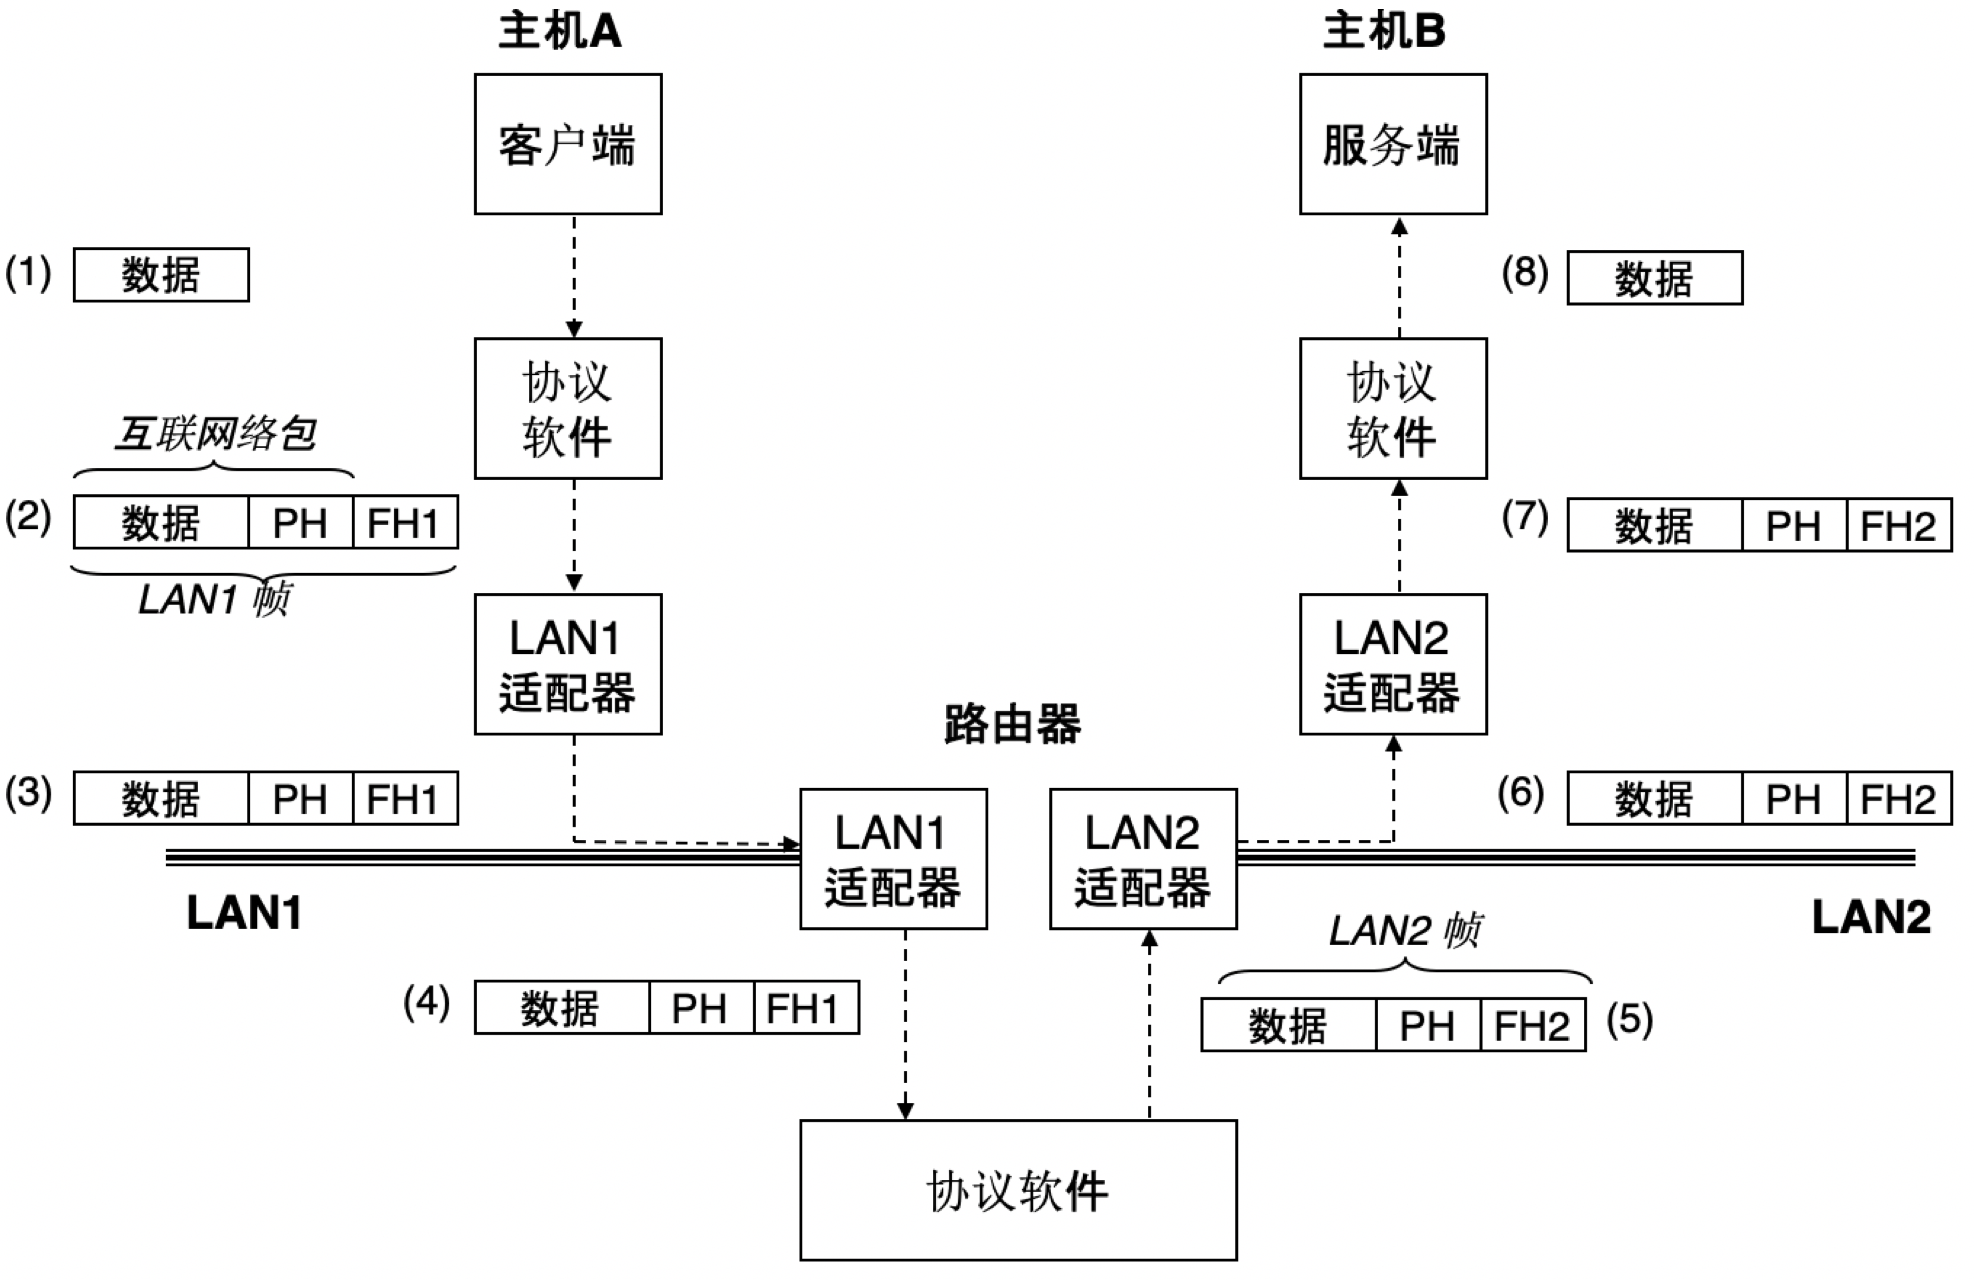 主机A
主机B
客户端
服务端
(1)
数据
(8)
数据
协议
软件
协议
软件
互联网络包
(2)
数据 PH FH1
LAN1 帧
(7)
数据 PH FH2
LAN1
适配器
LAN2
适配器
路由器
(3)
数据 PH FH1
(6)
数据 PH FH2
LAN1
适配器
LAN2
适配器
LAN1
LAN2
LAN2 帧
(4)
数据 PH FH1
数据 PH FH2
(5)
协议软件